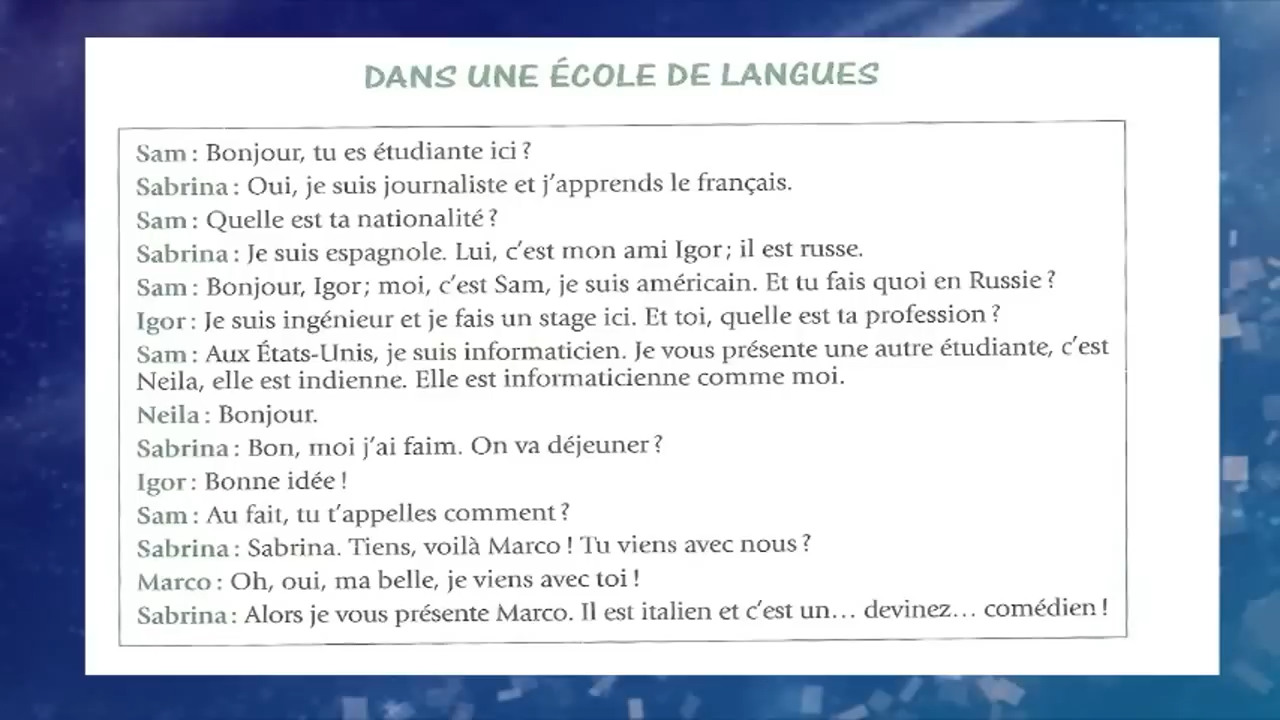 DANS UNE ÉCOLE DE LANGUES
Sam : Bonjour, tu es étudiante ici ?
Sabrina : Oui, je suis journaliste et j'apprends le français.
Sam : Quelle est ta nationalité ?
Sabrina : Je suis espagnole. Lui, c'est mon ami Igor ; il est russe.
Sam : Bonjour, Igor ; moi, c'est Sam, je suis américain. Et tu fais quoi en Russie ?
Igor : Je suis ingénieur et je fais un stage ici. Et toi, quelle est ta profession ?
Sam : Aux États-Unis, je suis informaticien. Je vous présente une autre étudiante, c'est
Neila, elle est indienne. Elle est informaticienne comme moi.
Neila : Bonjour.
Sabrina : Bon, moi j'ai faim. On va déjeuner ?
Igor : Bonne idée !
Sam : Au fait, tu t'appelles comment ?
Sabrina : Sabrina. Tiens, voilà Marco ! Tu viens avec nous ?
Marco : Oh, oui, ma belle, je viens avec toi !
Sabrina : Alors je vous présente Marco. Il est italien et c'est un… devinez… comédien !